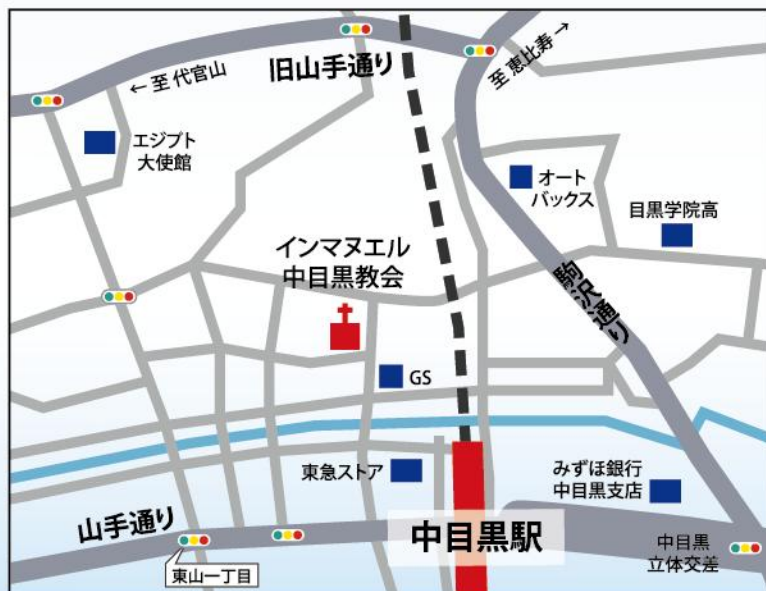 旧山手通り
← 至 代官山
至 恵比寿 →
エジプト
大使館
オート
バックス
目黒学院高
インマヌエル
中目黒教会
駒沢通り
GS
東急ストア
みずほ銀行
中目黒支店
山手通り
中目黒駅
中目黒
立体交差
東山一丁目